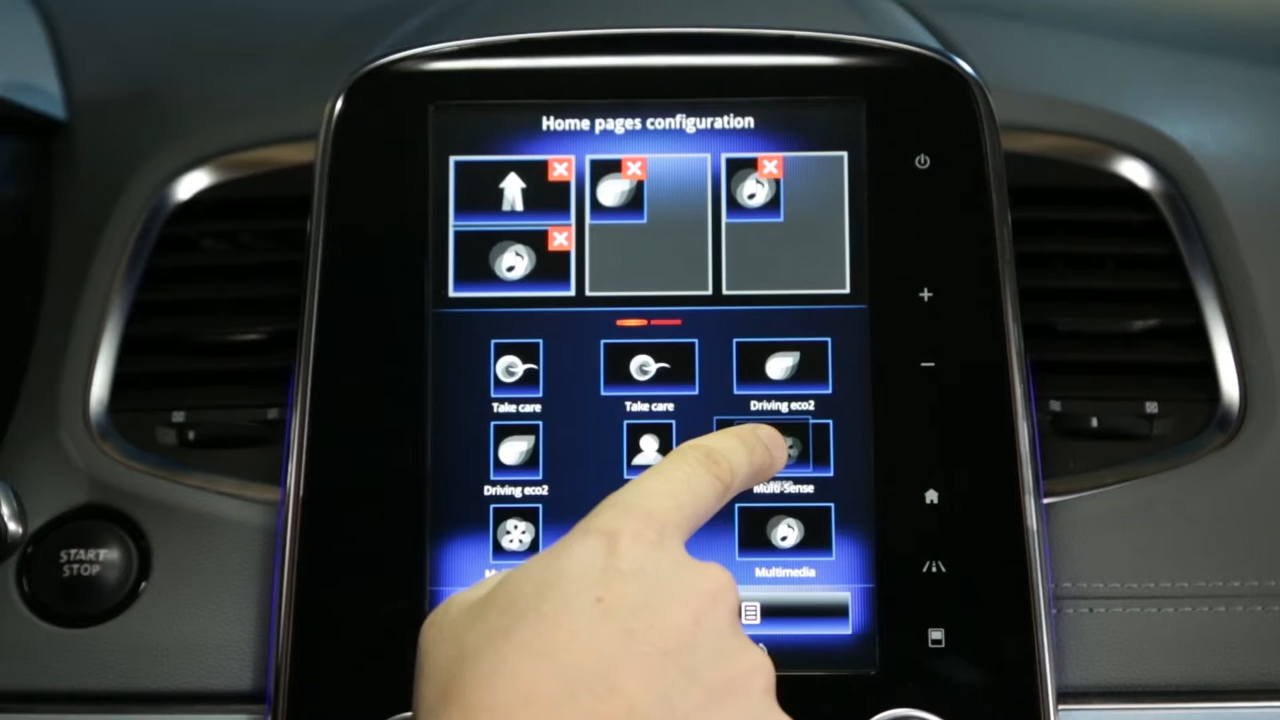 Home pages configuration
Take care
Take care
Driving eco2
Driving eco2
Multi-Sense
Multimedia
START
STOP